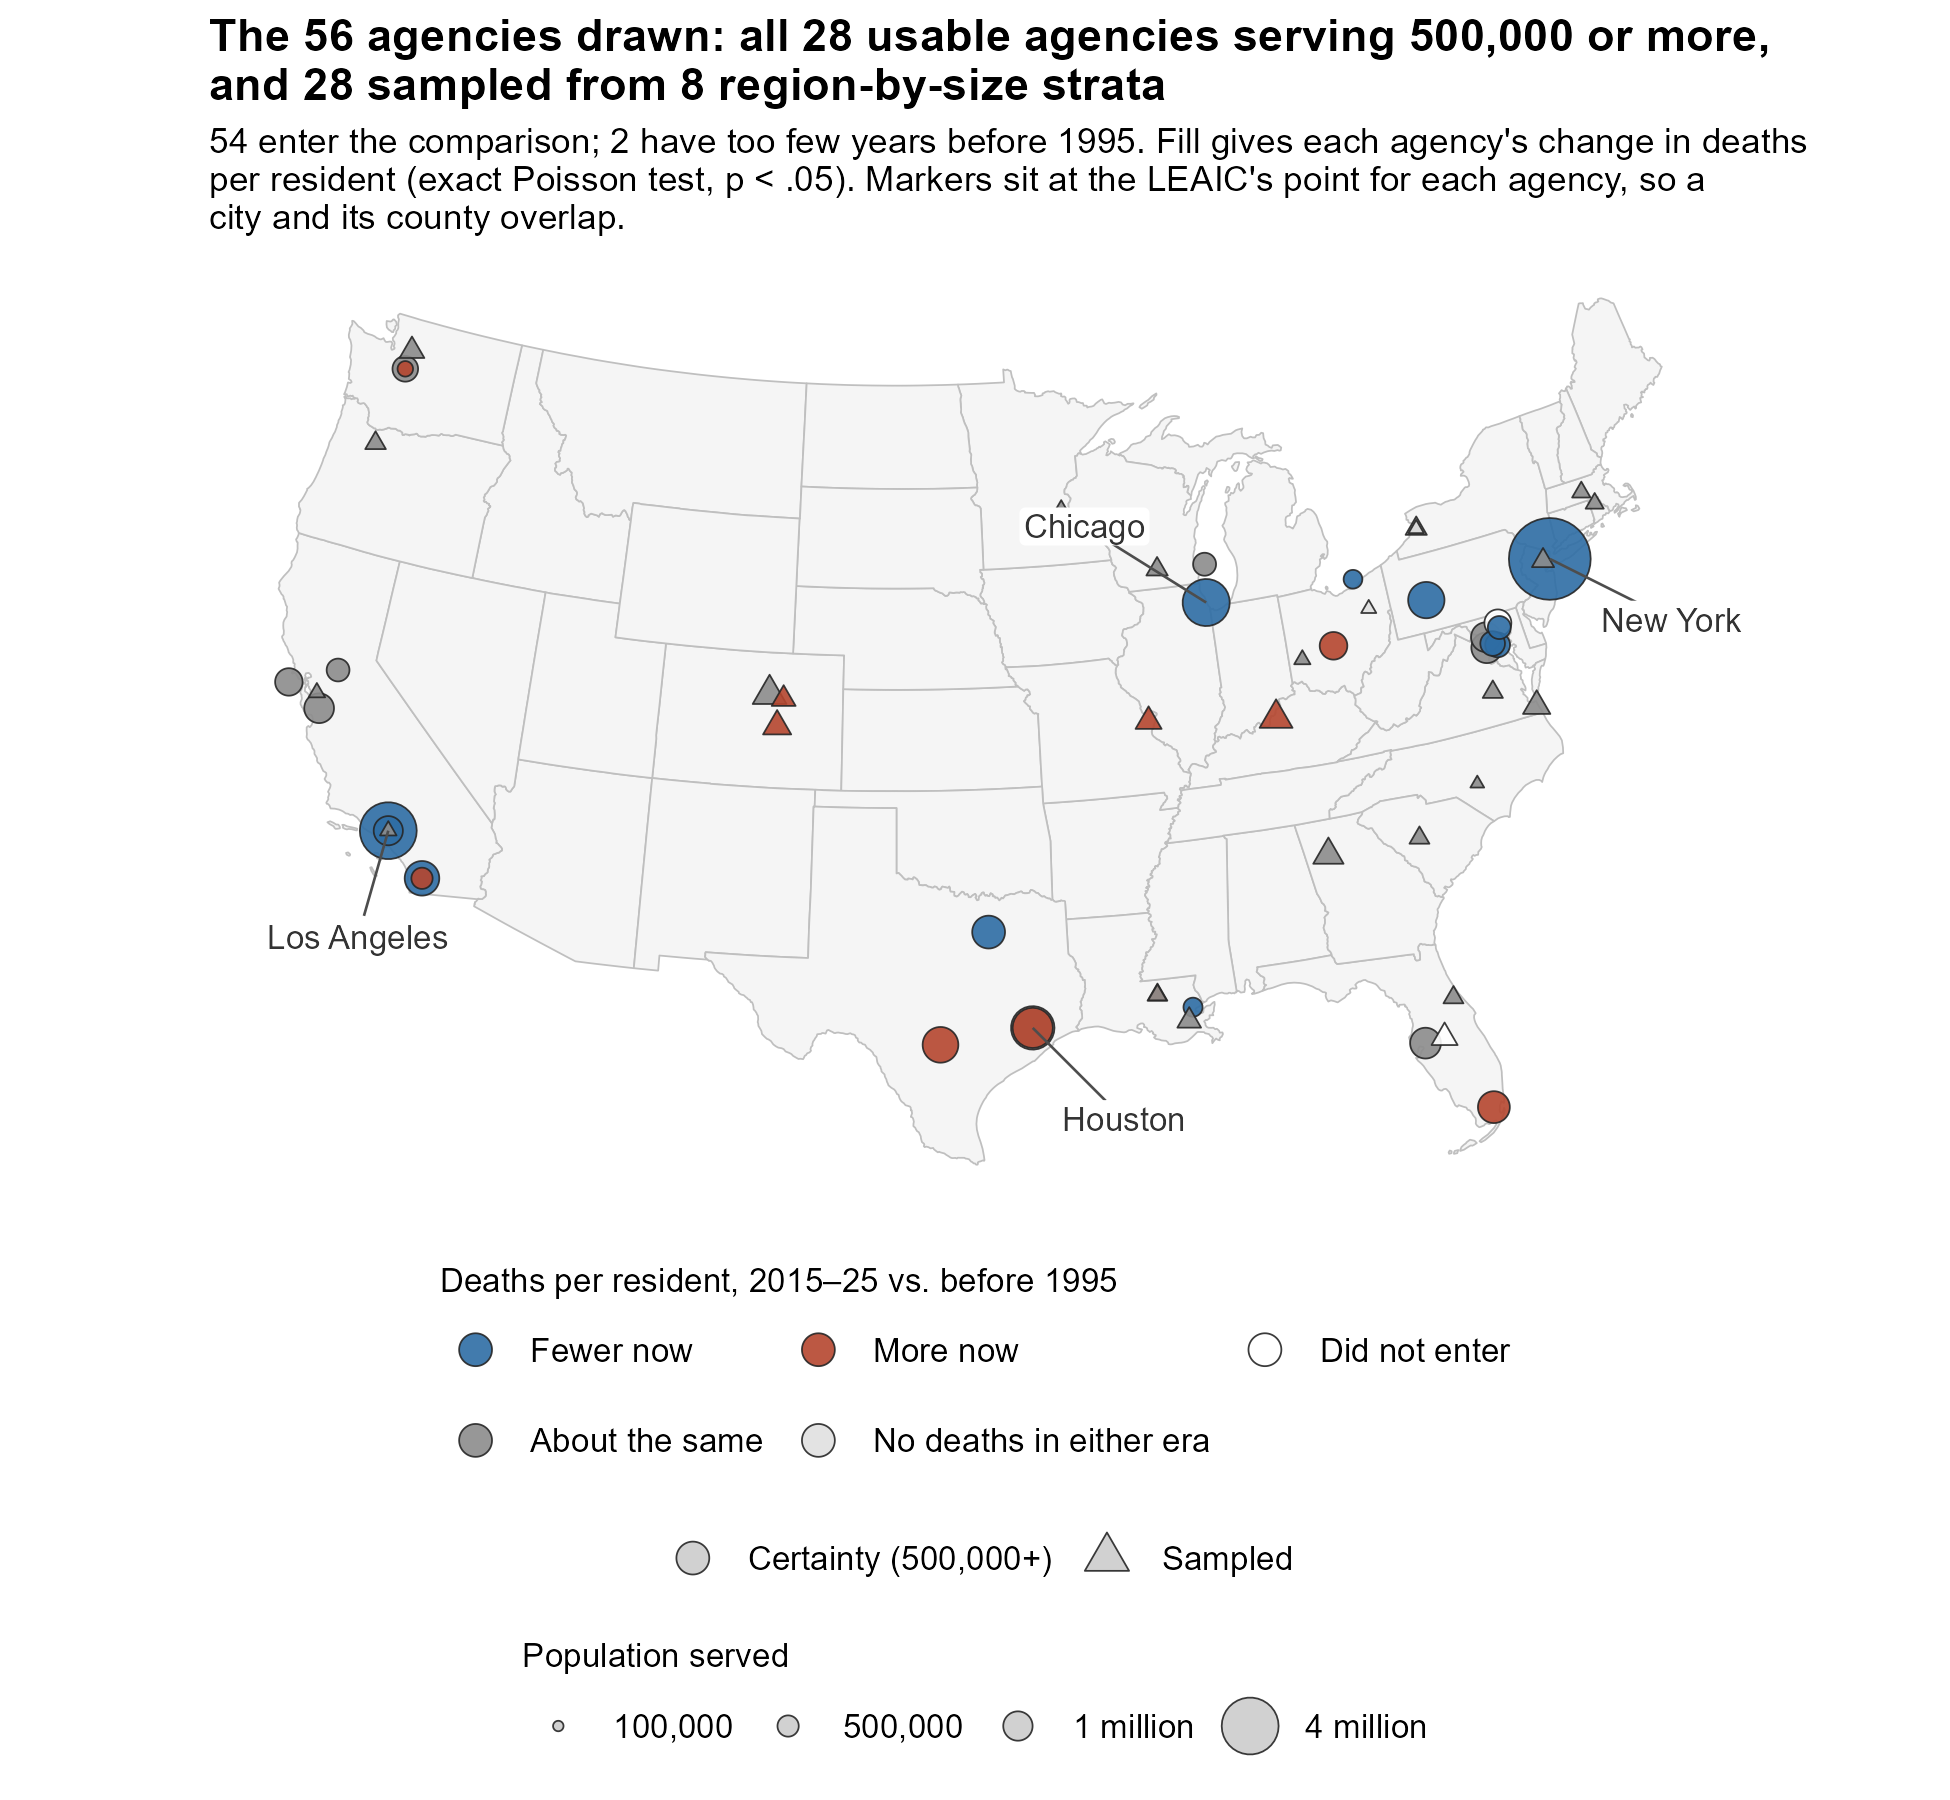 The 56 agencies drawn: all 28 usable agencies serving 500,000 or more,
and 28 sampled from 8 region-by-size strata
54 enter the comparison; 2 have too few years before 1995. Fill gives each agency's change in deaths
per resident (exact Poisson test, p < .05). Markers sit at the LEAIC's point for each agency, so a
city and its county overlap.
Chicago
New York
Los Angeles
Houston
Deaths per resident, 2015–25 vs. before 1995
Fewer now
More now
Did not enter
About the same
No deaths in either era
Certainty (500,000+)
Sampled
Population served
100,000
500,000
1 million
4 million